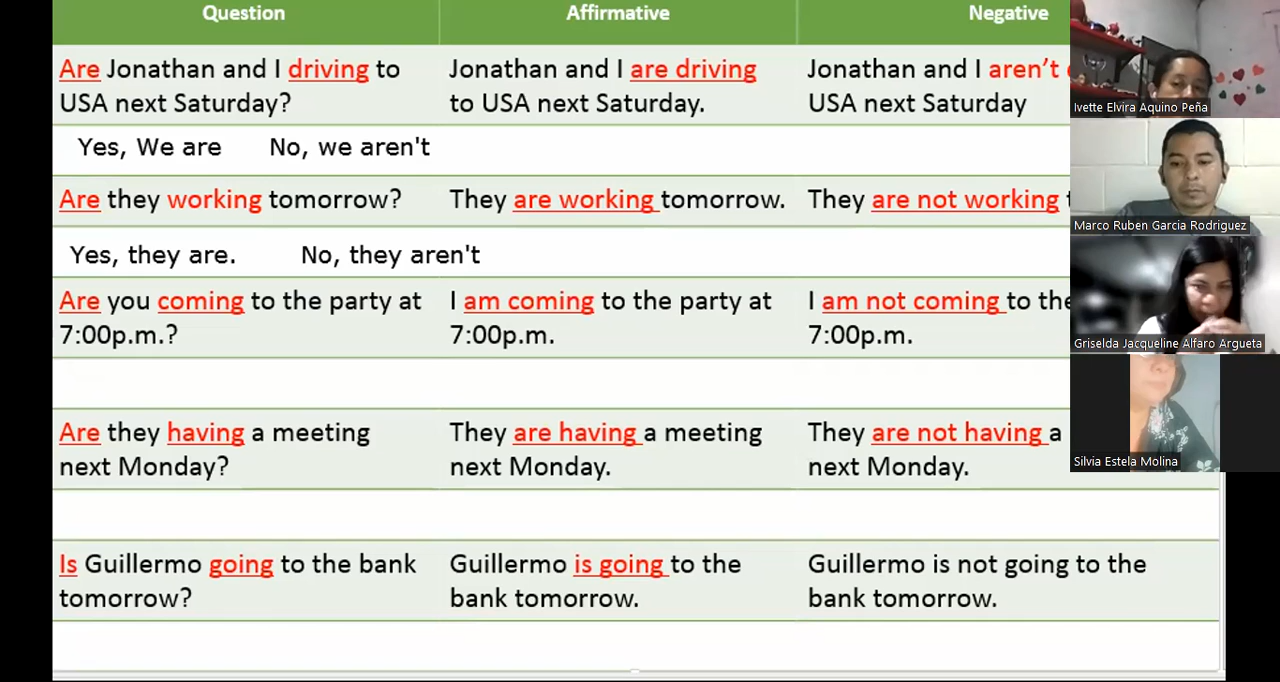 Question Affirmative Negative
Are Jonathan and I driving to
USA next Saturday?
Jonathan and I are driving
to USA next Saturday.
Jonathan and I aren’t
USA next Saturday
Yes, We are No, we aren't
Are they working tomorrow?
They are working tomorrow.
They are not working
Yes, they are. No, they aren't
Are you coming to the party at
7:00p.m.?
I am coming to the party at
7:00p.m.
I am not coming to the
7:00p.m.
Are they having a meeting
next Monday?
They are having a meeting
next Monday.
They are not having a
next Monday.
Is Guillermo going to the bank
tomorrow?
Guillermo is going to the
bank tomorrow.
Guillermo is not going to the
bank tomorrow.
Ivette Elvira Aquino Peña
Marco Ruben Garcia Rodriguez
Griselda Jacqueline Alfaro Argueta
Silvia Estela Molina